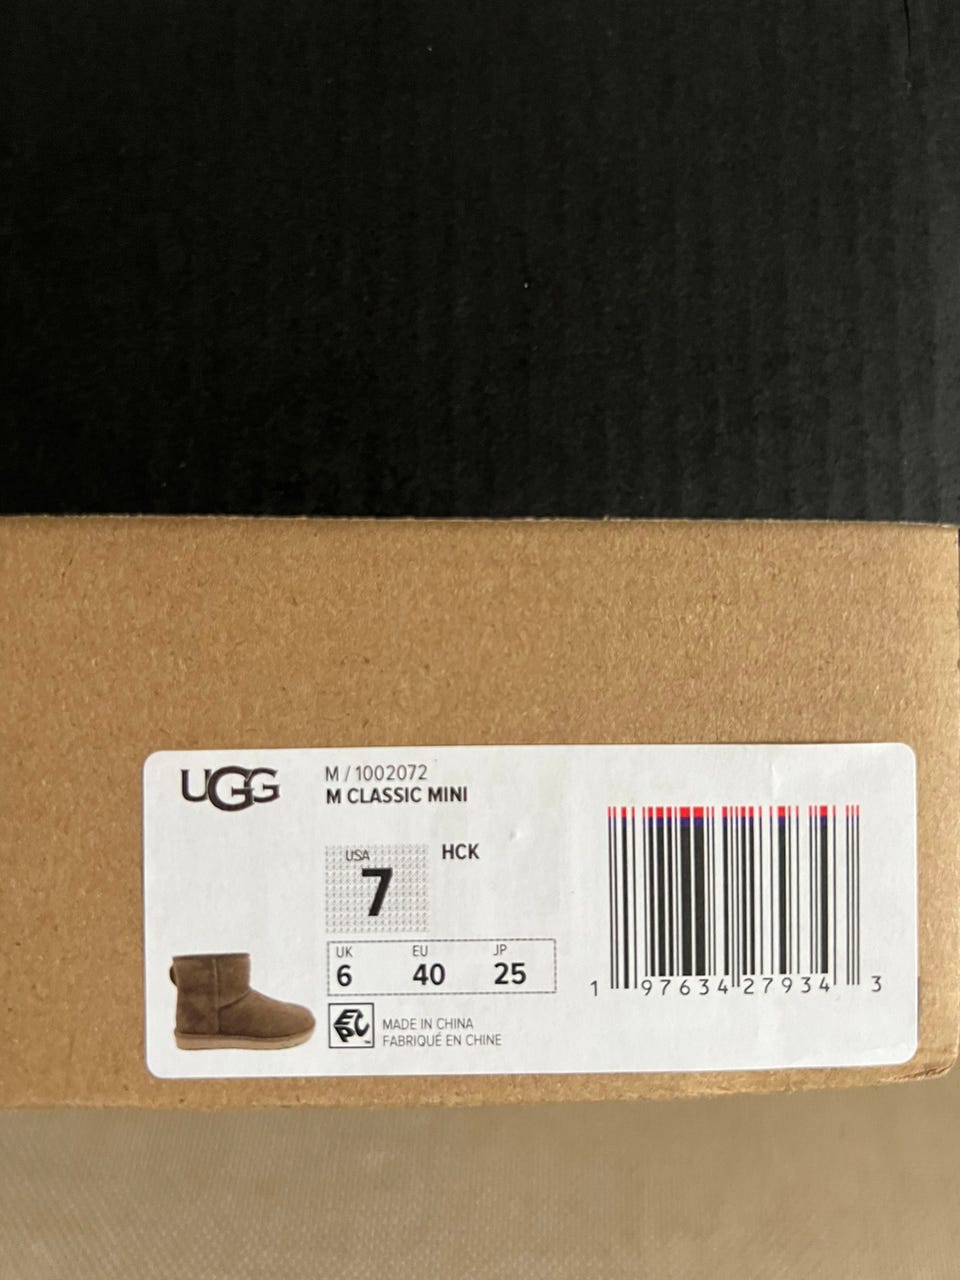 UGG
M / 1002072
M CLASSIC MINI
USA
7
HCK
UK EU JP
6 40 25
EPC
MADE IN CHINA
FABRIQUÉ EN CHINE
1 97634 27934 3